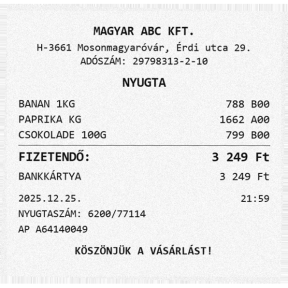 MAGYAR ABC KFT.
H-3661 Mosonmagyaróvár, Érdi utca 29.
ADÓSZÁM: 29798313-2-10
NYUGTA
BANAN 1KG 788 B00
PAPRIKA KG 1662 A00
CSOKOLADE 100G 799 B00
FIZETENDŐ: 3 249 Ft
BANKKÁRTYA 3 249 Ft
2025.12.25. 21:59
NYUGTASZÁM: 6200/77114
AP A64140049
KÖSZÖNJÜK A VÁSÁRLÁST!